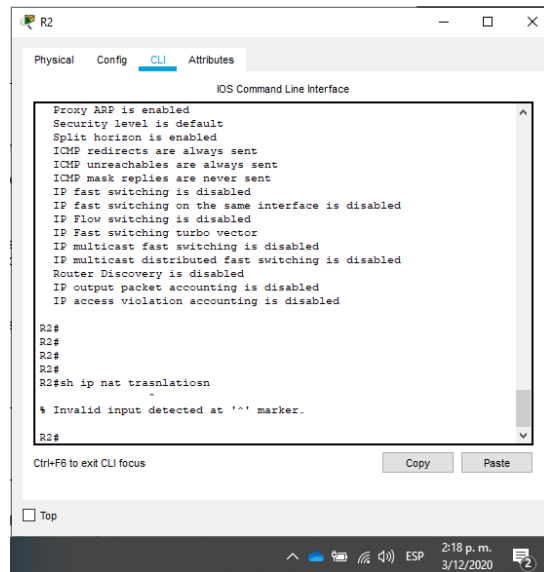 R2
Physical Config CLI Attributes
IOS Command Line Interface
Proxy ARP is enabled
Security level is default
Split horizon is enabled
ICMP redirects are always sent
ICMP unreachables are always sent
ICMP mask replies are never sent
IP fast switching is disabled
IP fast switching on the same interface is disabled
IP Flow switching is disabled
IP Fast switching turbo vector
IP multicast fast switching is disabled
IP multicast distributed fast switching is disabled
Router Discovery is disabled
IP output packet accounting is disabled
IP access violation accounting is disabled
R2#
R2#
R2#
R2#
R2#sh ip nat trasnlatiosn
^
% Invalid input detected at '^' marker.
R2#
Ctrl+F6 to exit CLI focus
Copy Paste
Top
ESP 2:18 p. m.
3/12/2020
2